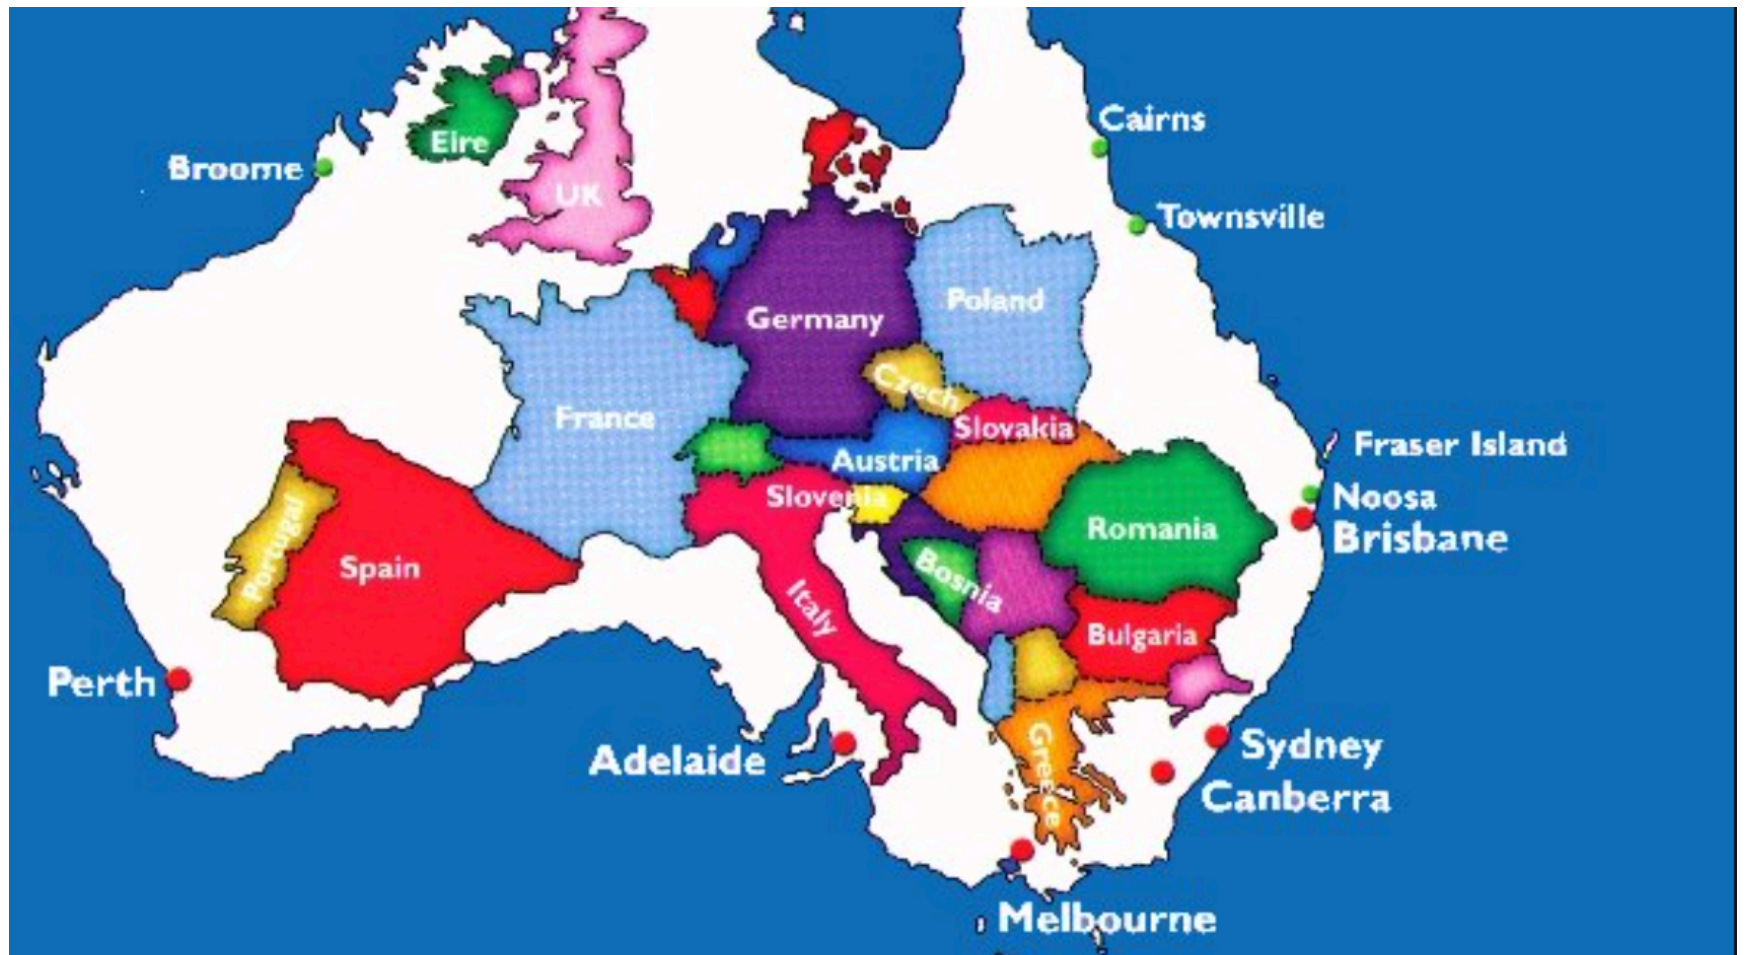 Cairns
Eire
Broome
UK
Townsville
Poland
Germany
Czech
France
Slovakia
Fraser Island
Austria
Slovenia
Noosa
Portugal
Romania
Brisbane
Spain
Bosnia
Italy
Bulgaria
Perth
Sydney
Adelaide
Greece
Canberra
Melbourne